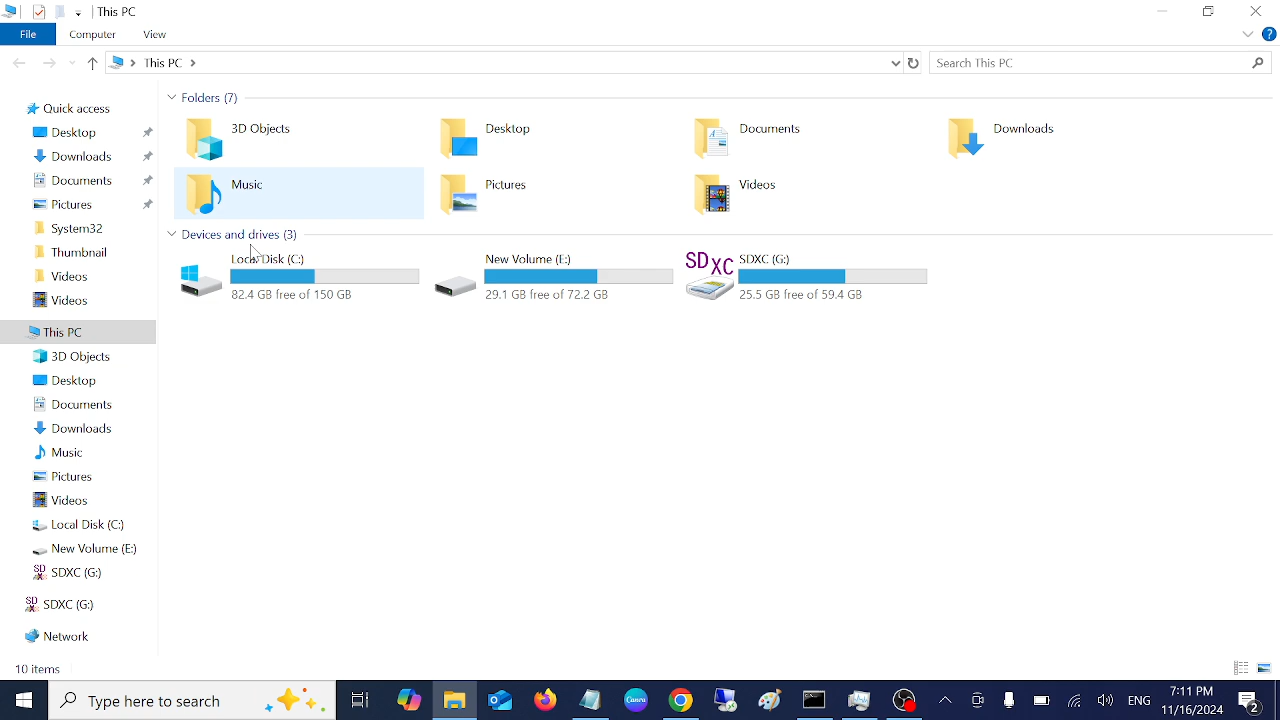 This PC
File Computer View
This PC
Search This PC
Quick access
Desktop
Downloads
Documents
Pictures
System32
Thumbnail
Videos
Videos
This PC
3D Objects
Desktop
Documents
Downloads
Music
Pictures
Videos
Local Disk (C:)
New Volume (E:)
SD SDXC (G:)
SD SDXC (G:)
Network
Folders (7)
3D Objects Desktop Documents Downloads
Music Pictures Videos
Devices and drives (3)
Local Disk (C:)
82.4 GB free of 150 GB
New Volume (E:)
29.1 GB free of 72.2 GB
SDXC
SDXC (G:)
25.5 GB free of 59.4 GB
10 items
Type here to search
Canva
ENG
7:11 PM
11/16/2024
2